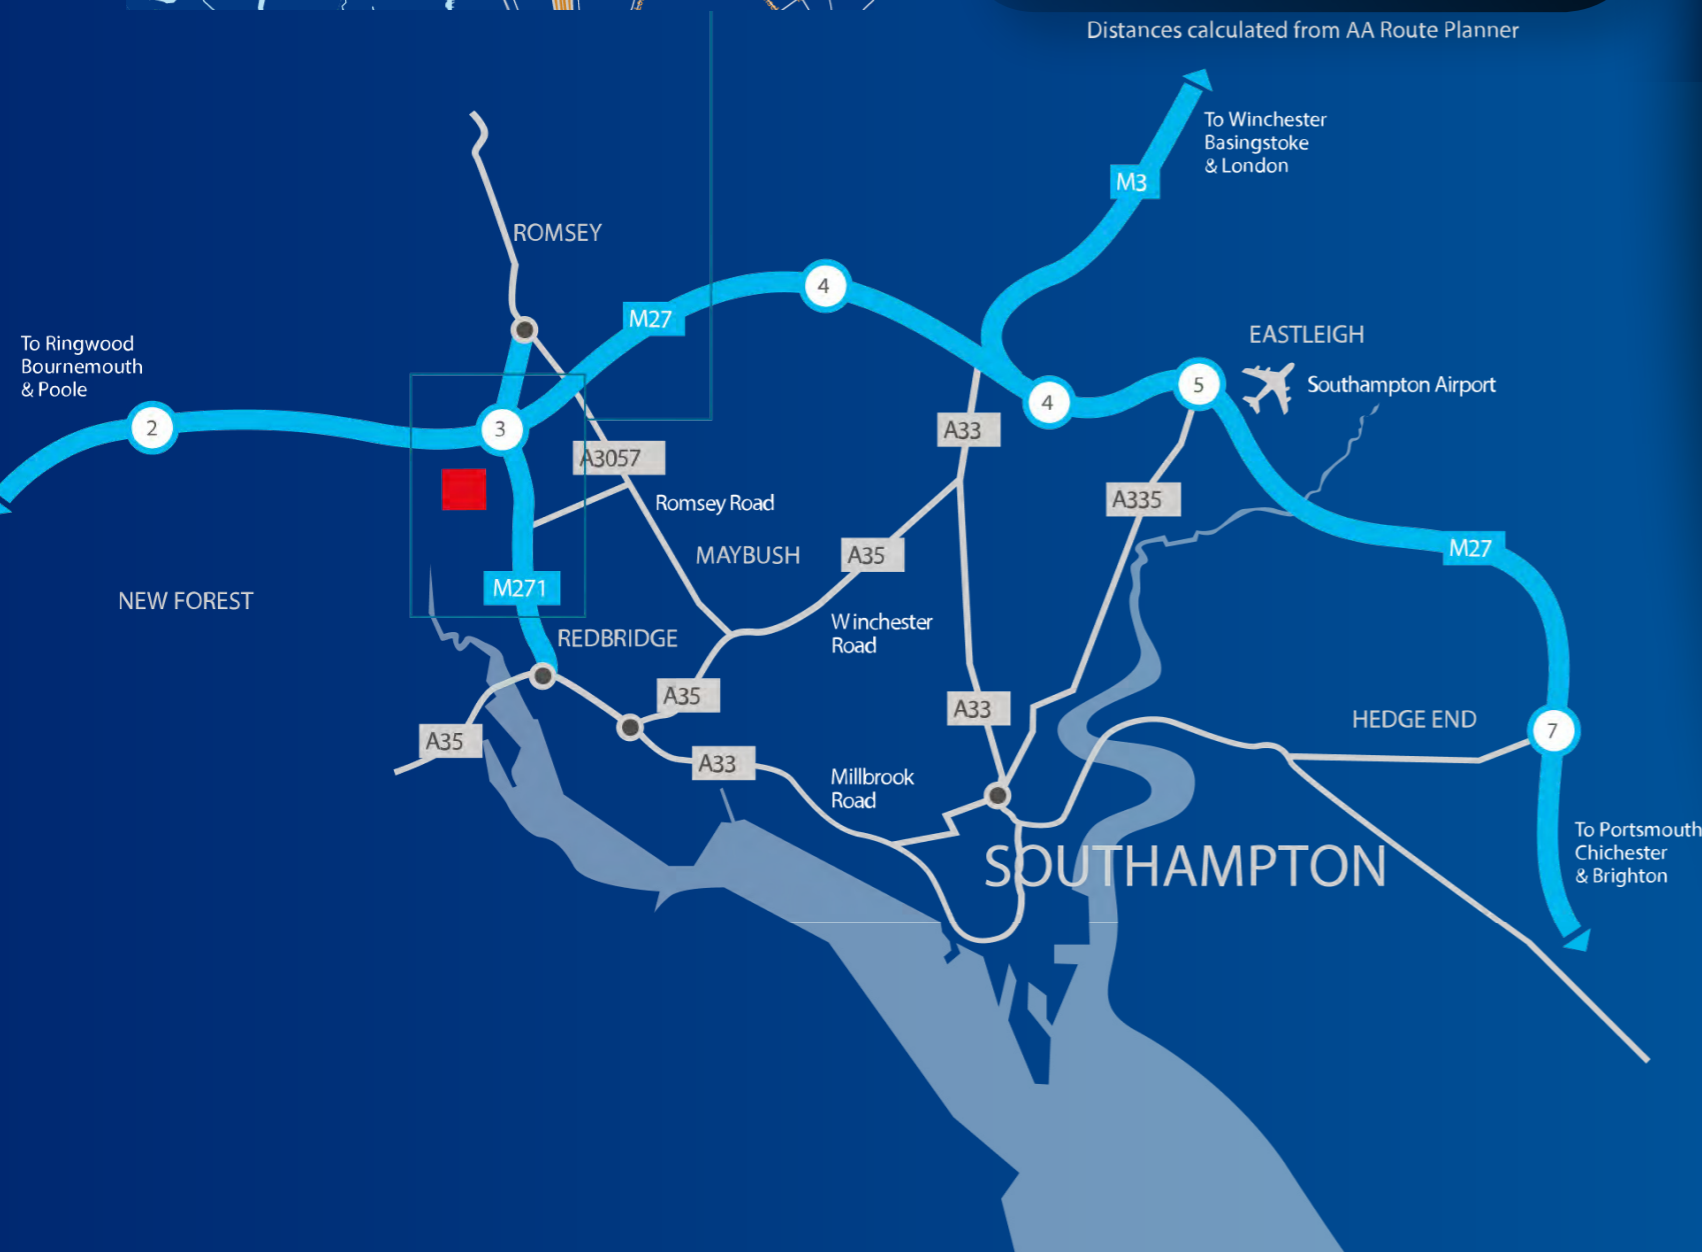 Distances calculated from AA Route Planner
To Winchester
Basingstoke
& London
M3
ROMSEY
4
M27
EASTLEIGH
Southampton Airport
To Ringwood
Bournemouth
& Poole
2
3
4
5
A33
A3057
Romsey Road
A335
MAYBUSH
A35
M27
M271
NEW FOREST
Winchester
Road
REDBRIDGE
A35
A33
HEDGE END
7
A35
A33
Millbrook
Road
To Portsmouth
Chichester
& Brighton
SOUTHAMPTON